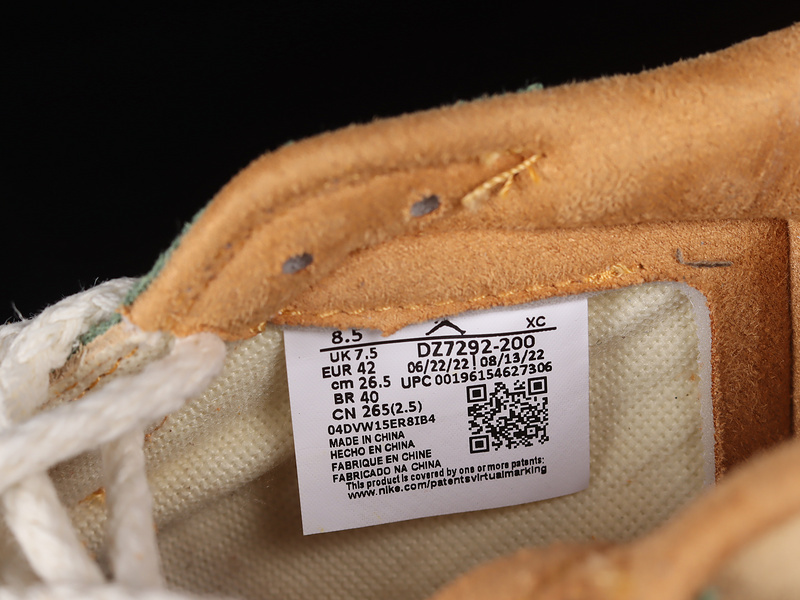 8.5 XC
UK 7.5 DZ7292-200
EUR 42 06/22/22 08/13/22
cm 26.5 UPC 00196154627306
BR 40
CN 265(2.5)
04DVW15ER8IB4
MADE IN CHINA
HECHO EN CHINA
FABRIQUE EN CHINE
FABRICADO NA CHINA
This product is covered by one or more patents:
www.nike.com/patentsvirtualmarking